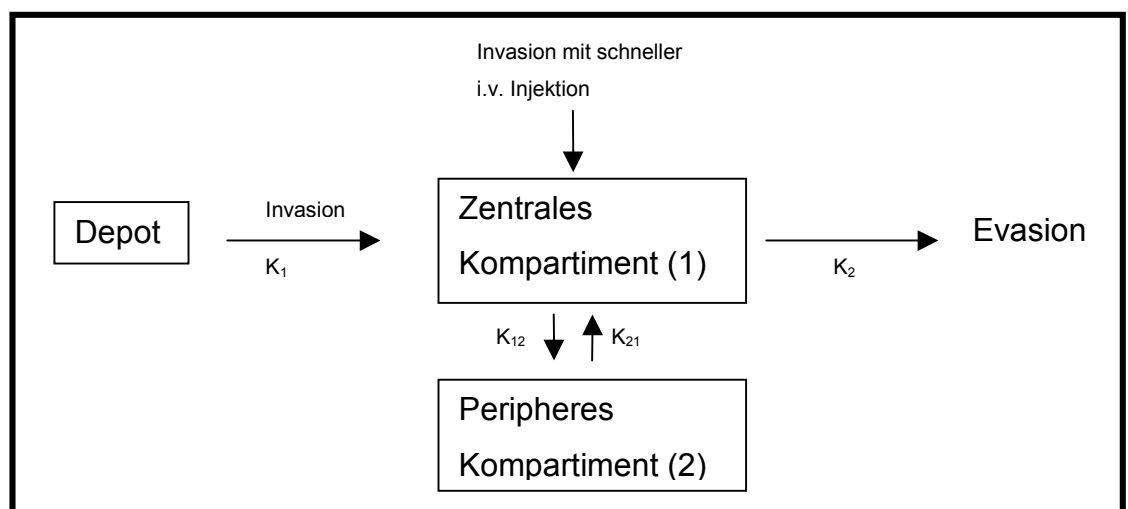 Invasion mit schneller
i.v. Injektion
Depot
Invasion
K₁
Zentrales
Kompartiment (1)
K₂
Evasion
K₁₂
K₂₁
Peripheres
Kompartiment (2)